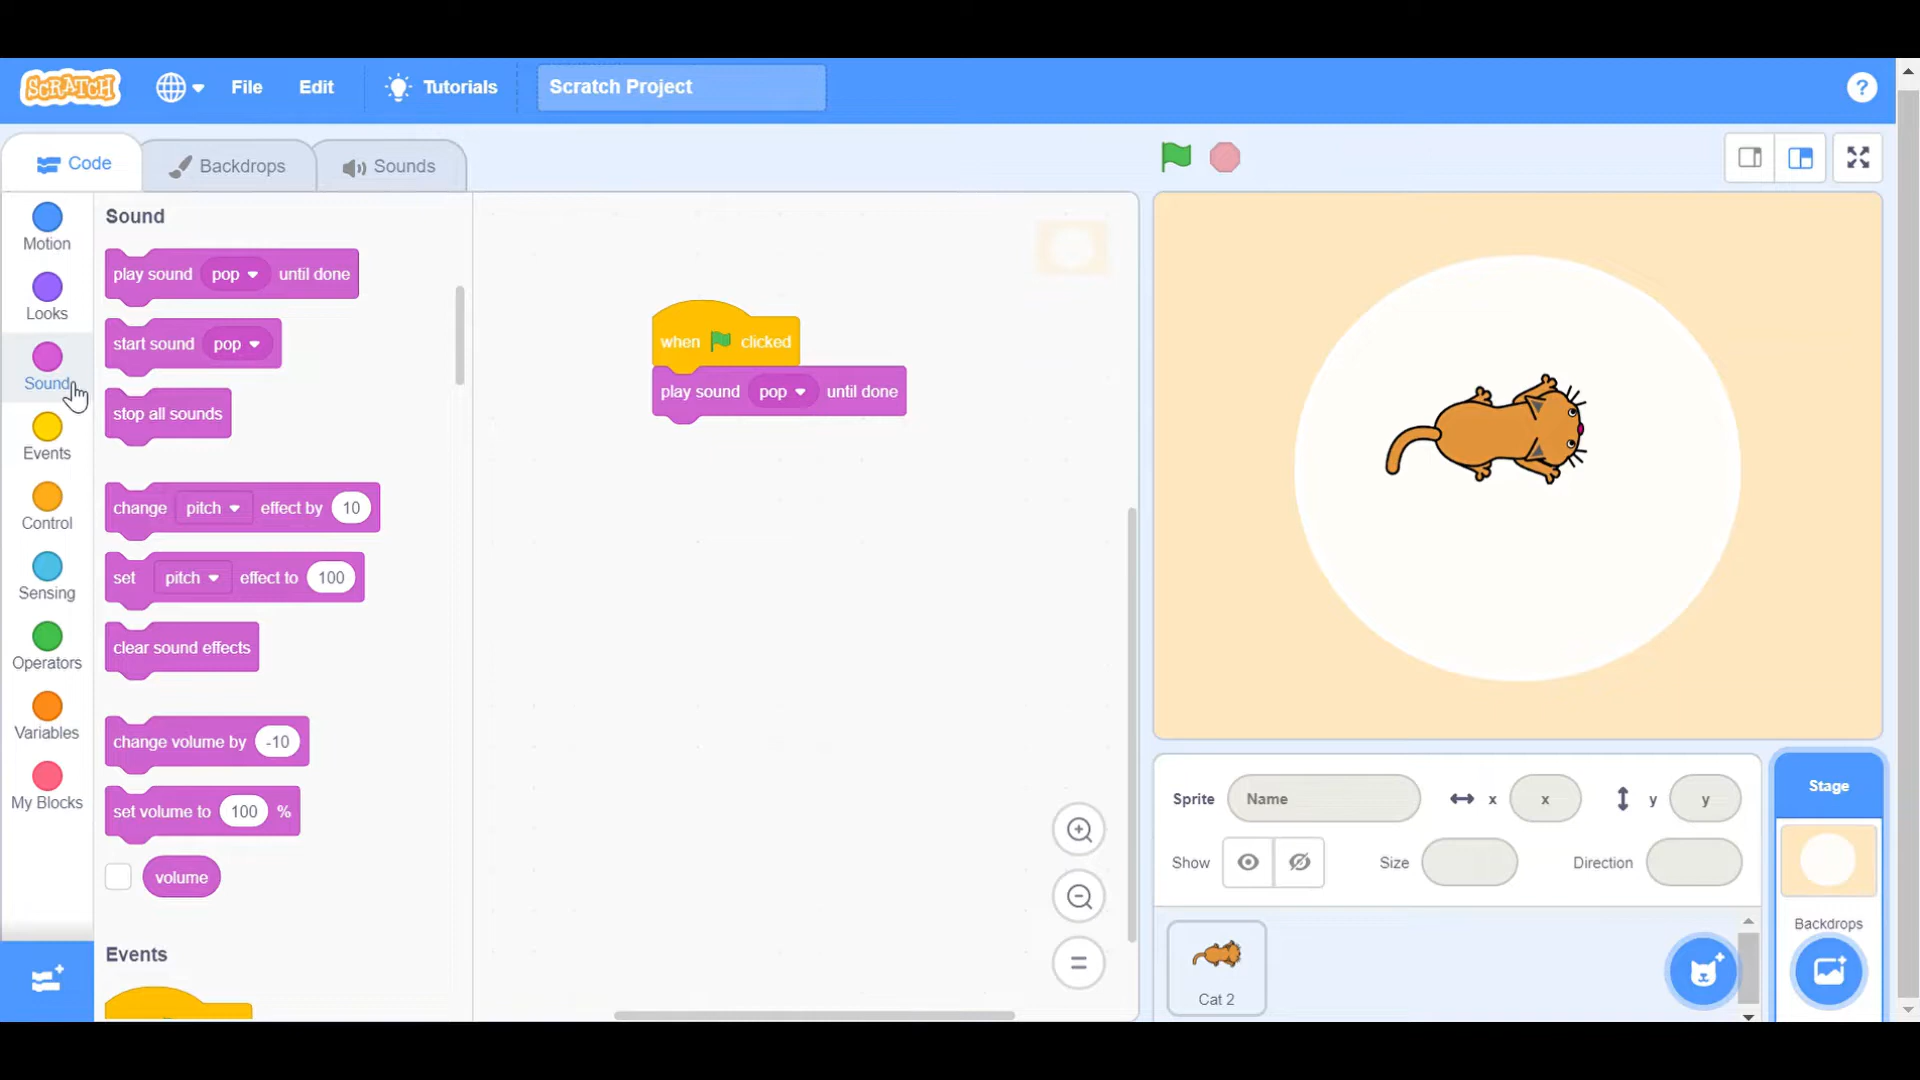 SCRATCH File Edit Tutorials Scratch Project ?
Code Backdrops Sounds
Motion
Looks
Sound
Events
Control
Sensing
Operators
Variables
My Blocks
Sound
play sound pop until done
start sound pop
stop all sounds
change pitch effect by 10
set pitch effect to 100
clear sound effects
change volume by -10
set volume to 100 %
volume
Events
when clicked
play sound pop until done
Sprite Name x x y y
Show Size Direction
Cat 2
Stage
Backdrops